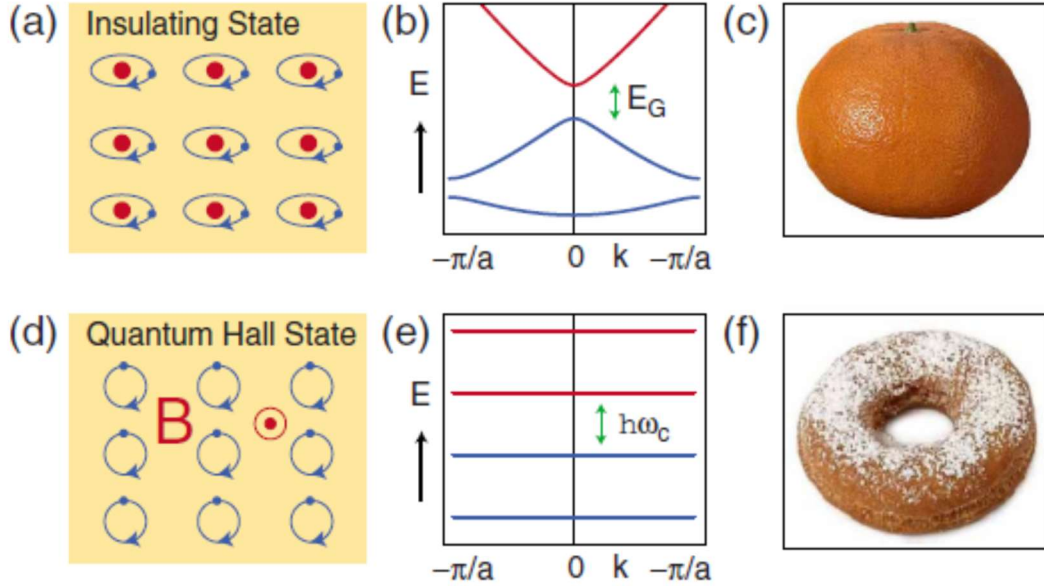 (a)
Insulating State
(b)
E
E_G
−π/a
0
k
−π/a
(c)
(d)
Quantum Hall State
B
(e)
E
hω_c
−π/a
0
k
−π/a
(f)